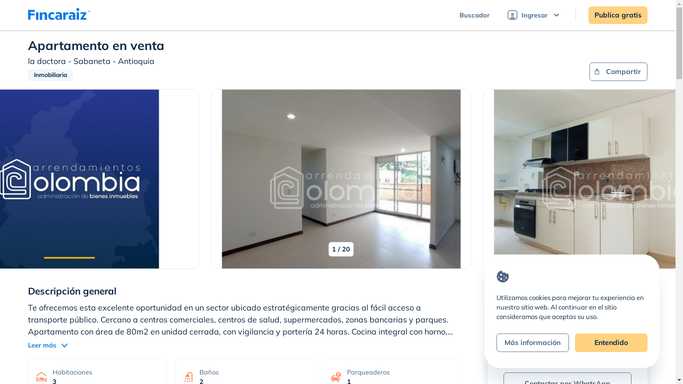 Fincaraiz
Buscador
Ingresar
Publica gratis
Apartamento en venta
la doctora - Sabaneta - Antioquia
Inmobiliaria
Compartir
arrendamientos
Colombia
administración de bienes inmuebles
arrendamientos
Colombia
administración de bienes inmuebles
1 / 20
Descripción general
Te ofrecemos esta excelente oportunidad en un sector ubicado estratégicamente gracias al fácil acceso a
transporte público. Cercano a centros comerciales, centros de salud, supermercados, zonas bancarias y parques.
Apartamento con área de 80m2 en unidad cerrada, con vigilancia y portería 24 horas. Cocina integral con horno,...
Leer más
Habitaciones
3
Baños
2
Parqueaderos
1
Utilizamos cookies para mejorar tu experiencia en
nuestro sitio web. Al continuar en el sitio
consideramos que aceptas su uso.
Más información
Entendido
Contactar por WhatsApp